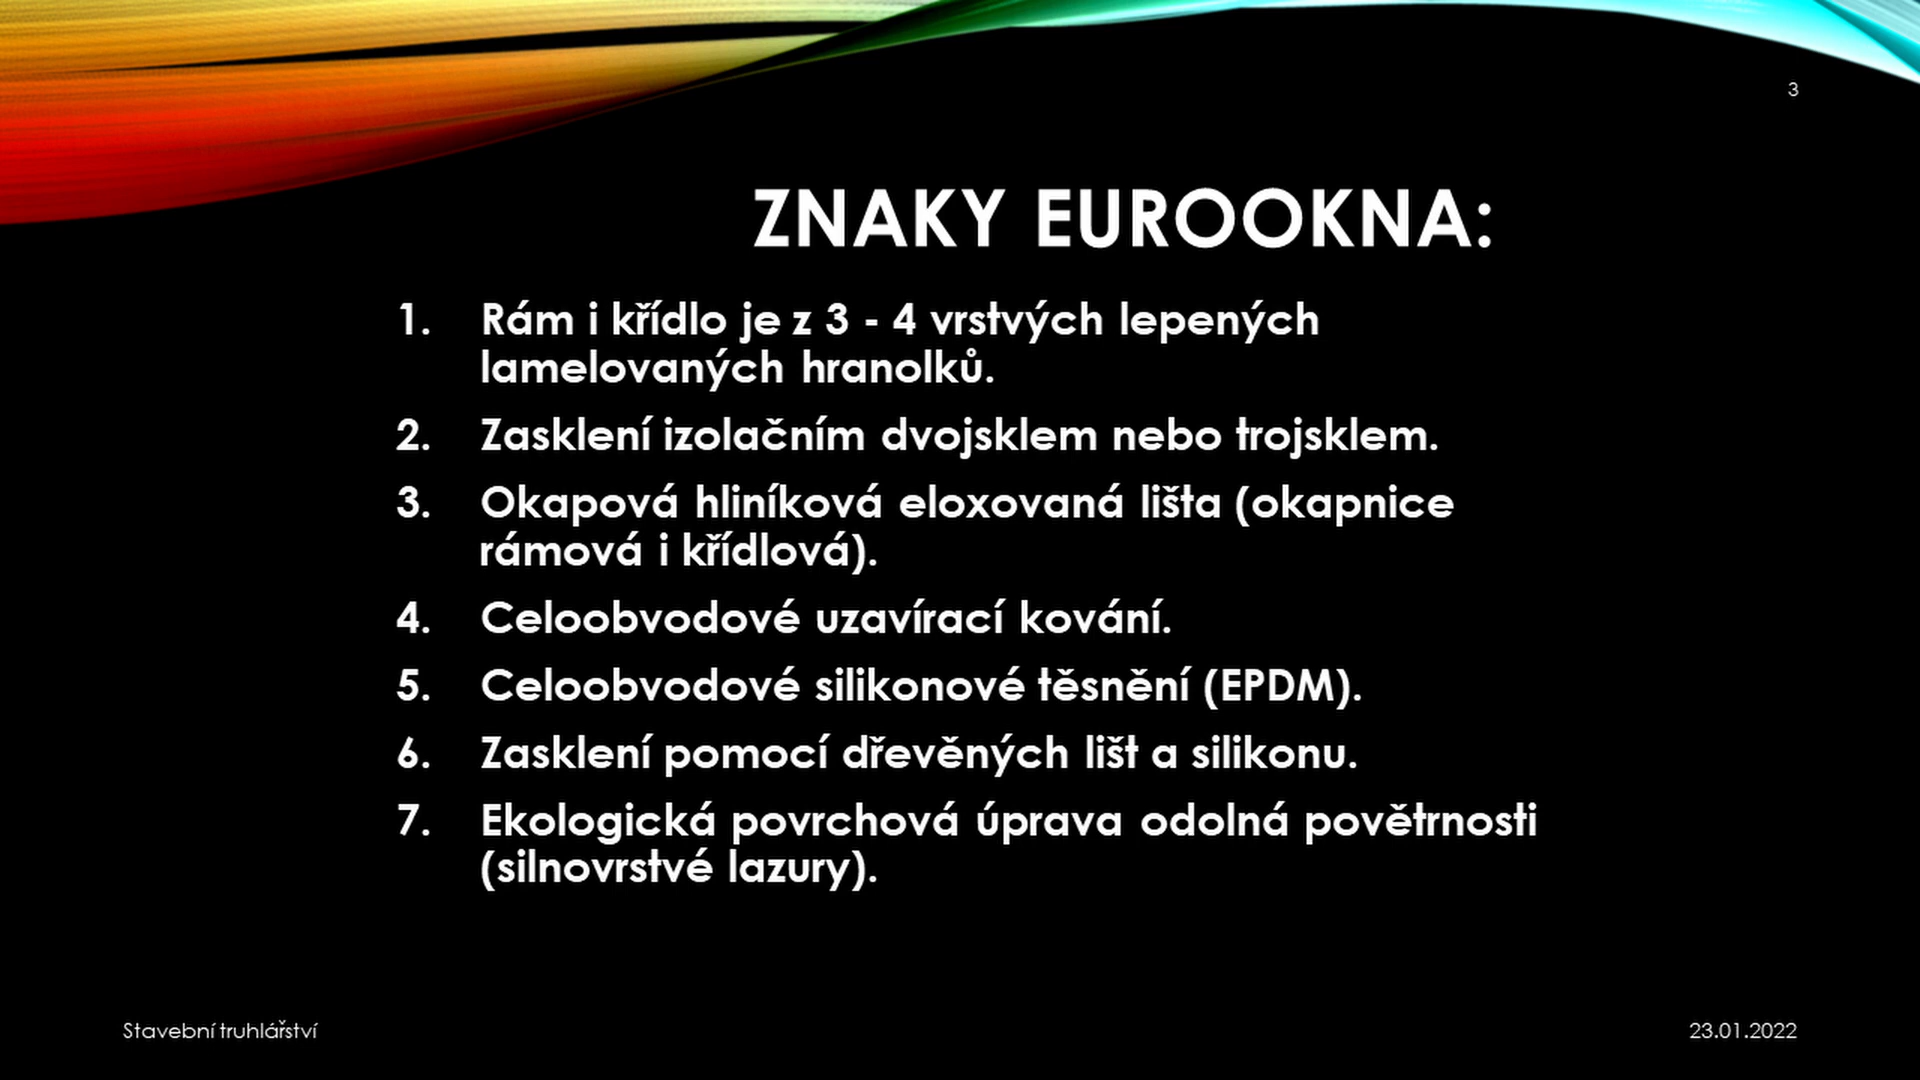 3
ZNAKY EUROOKNA:
1. Rám i křídlo je z 3 - 4 vrstvých lepených
lamelovaných hranolků.
2. Zasklení izolačním dvojsklem nebo trojsklem.
3. Okapová hliníková eloxovaná lišta (okapnice
rámová i křídlová).
4. Celoobvodové uzavírací kování.
5. Celoobvodové silikonové těsnění (EPDM).
6. Zasklení pomocí dřevěných lišt a silikonu.
7. Ekologická povrchová úprava odolná povětrnosti
(silnovrstvé lazury).
Stavební truhlářství
23.01.2022